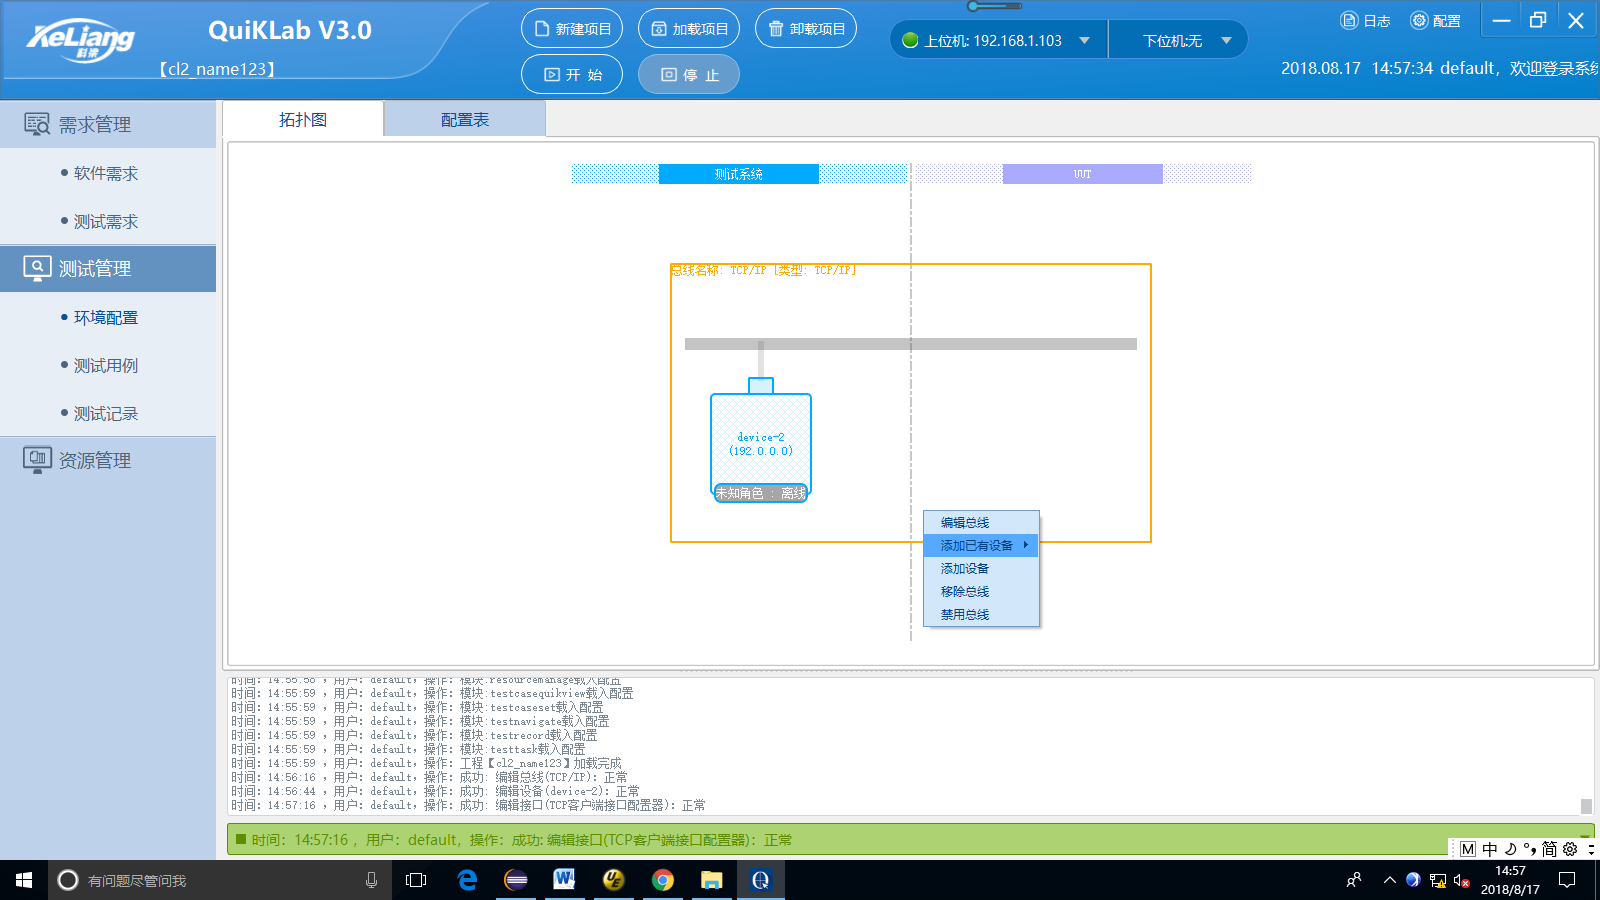 KeLiang
科梁
QuiKLab V3.0
【cl2_name123】
新建项目
加载项目
卸载项目
开 始
停 止
上位机: 192.168.1.103
下位机:无
日志
配置
2018.08.17 14:57:34 default，欢迎登录系统
需求管理
软件需求
测试需求
测试管理
环境配置
测试用例
测试记录
资源管理
拓扑图
配置表
测试系统
UUT
总线名称: TCP/IP [类型: TCP/IP]
device-2
(192.0.0.0)
未知角色 : 离线
编辑总线
添加已有设备
添加设备
移除总线
禁用总线
时间：14:55:58 ，用户：default，操作：模块:resourcemanage载入配置
时间：14:55:59 ，用户：default，操作：模块:testcasequikview载入配置
时间：14:55:59 ，用户：default，操作：模块:testcaseset载入配置
时间：14:55:59 ，用户：default，操作：模块:testnavigate载入配置
时间：14:55:59 ，用户：default，操作：模块:testrecord载入配置
时间：14:55:59 ，用户：default，操作：模块:testtask载入配置
时间：14:55:59 ，用户：default，操作：工程【cl2_name123】加载完成
时间：14:56:16 ，用户：default，操作：成功: 编辑总线(TCP/IP)：正常
时间：14:56:44 ，用户：default，操作：成功: 编辑设备(device-2)：正常
时间：14:57:16 ，用户：default，操作：成功: 编辑接口(TCP客户端接口配置器)：正常
时间：14:57:16 ，用户：default，操作：成功: 编辑接口(TCP客户端接口配置器)：正常
M 中 简
有问题尽管问我
14:57
2018/8/17